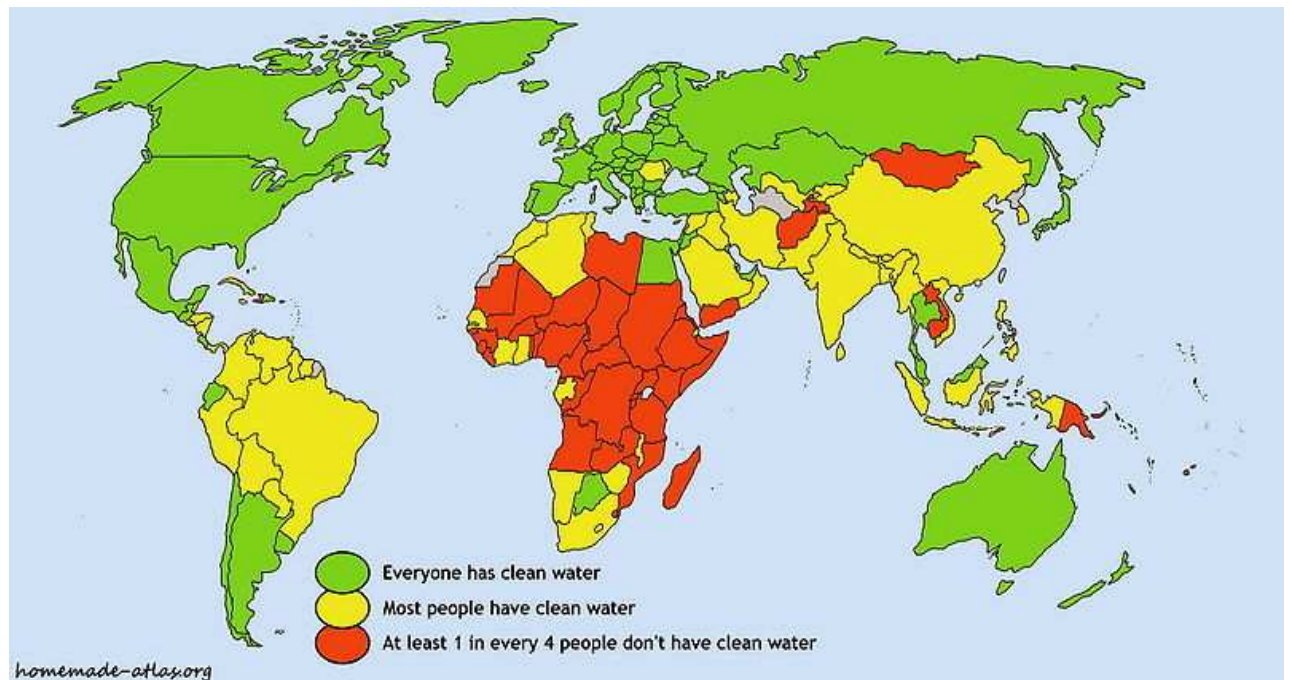 Everyone has clean water
Most people have clean water
At least 1 in every 4 people don't have clean water
homemade-atlas.org